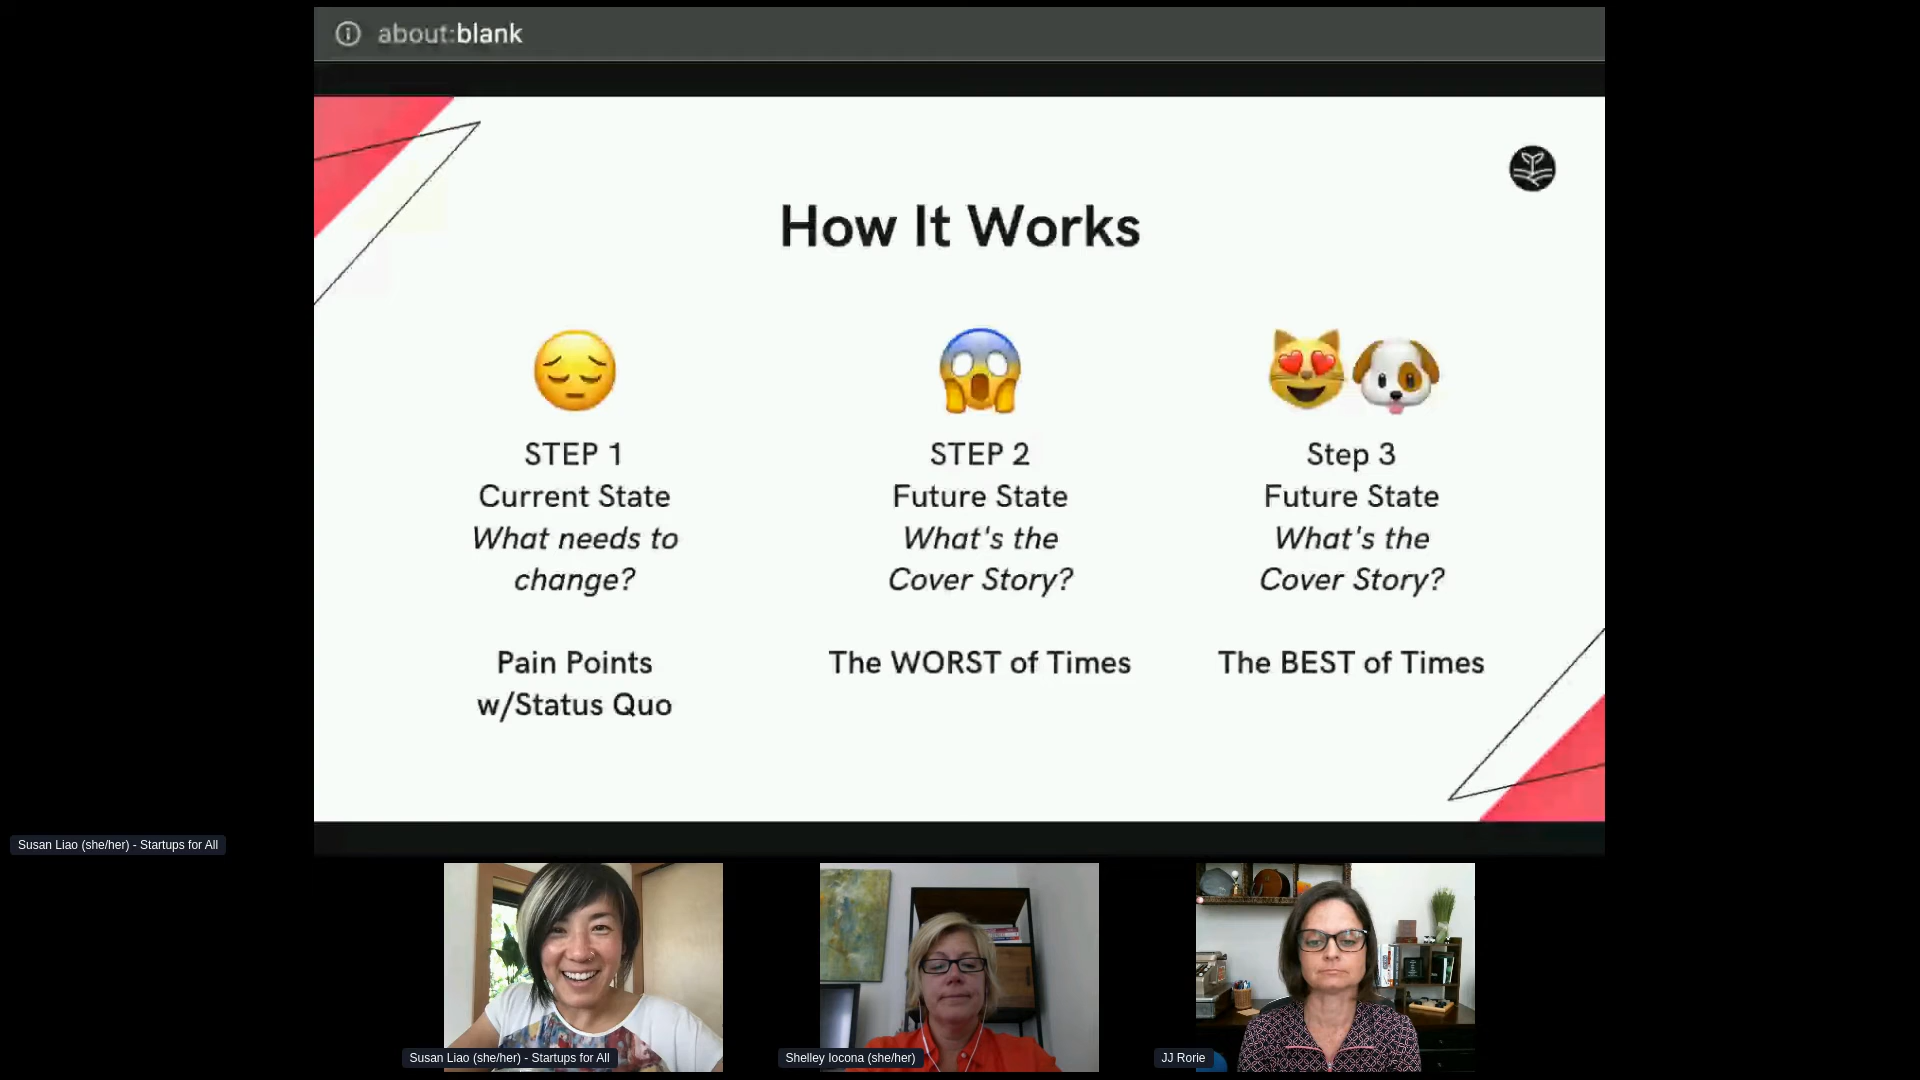 about:blank
How It Works
STEP 1
Current State
What needs to
change?
Pain Points
w/Status Quo
STEP 2
Future State
What's the
Cover Story?
The WORST of Times
Step 3
Future State
What's the
Cover Story?
The BEST of Times
Susan Liao (she/her) - Startups for All
Susan Liao (she/her) - Startups for All
Shelley Iocona (she/her)
JJ Rorie